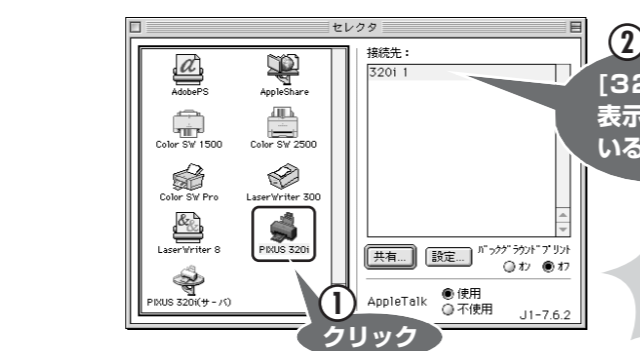 セレクタ
AdobePS
AppleShare
Color SW 1500
Color SW 2500
Color SW Pro
LaserWriter 300
LaserWriter 8
PIXUS 320i
PIXUS 320i(サーバ)
①
クリック
接続先：
320i 1
共有...
設定...
バックグラウンドプリント
オン
オフ
AppleTalk
使用
不使用
J1-7.6.2
②
[32
表示
いる